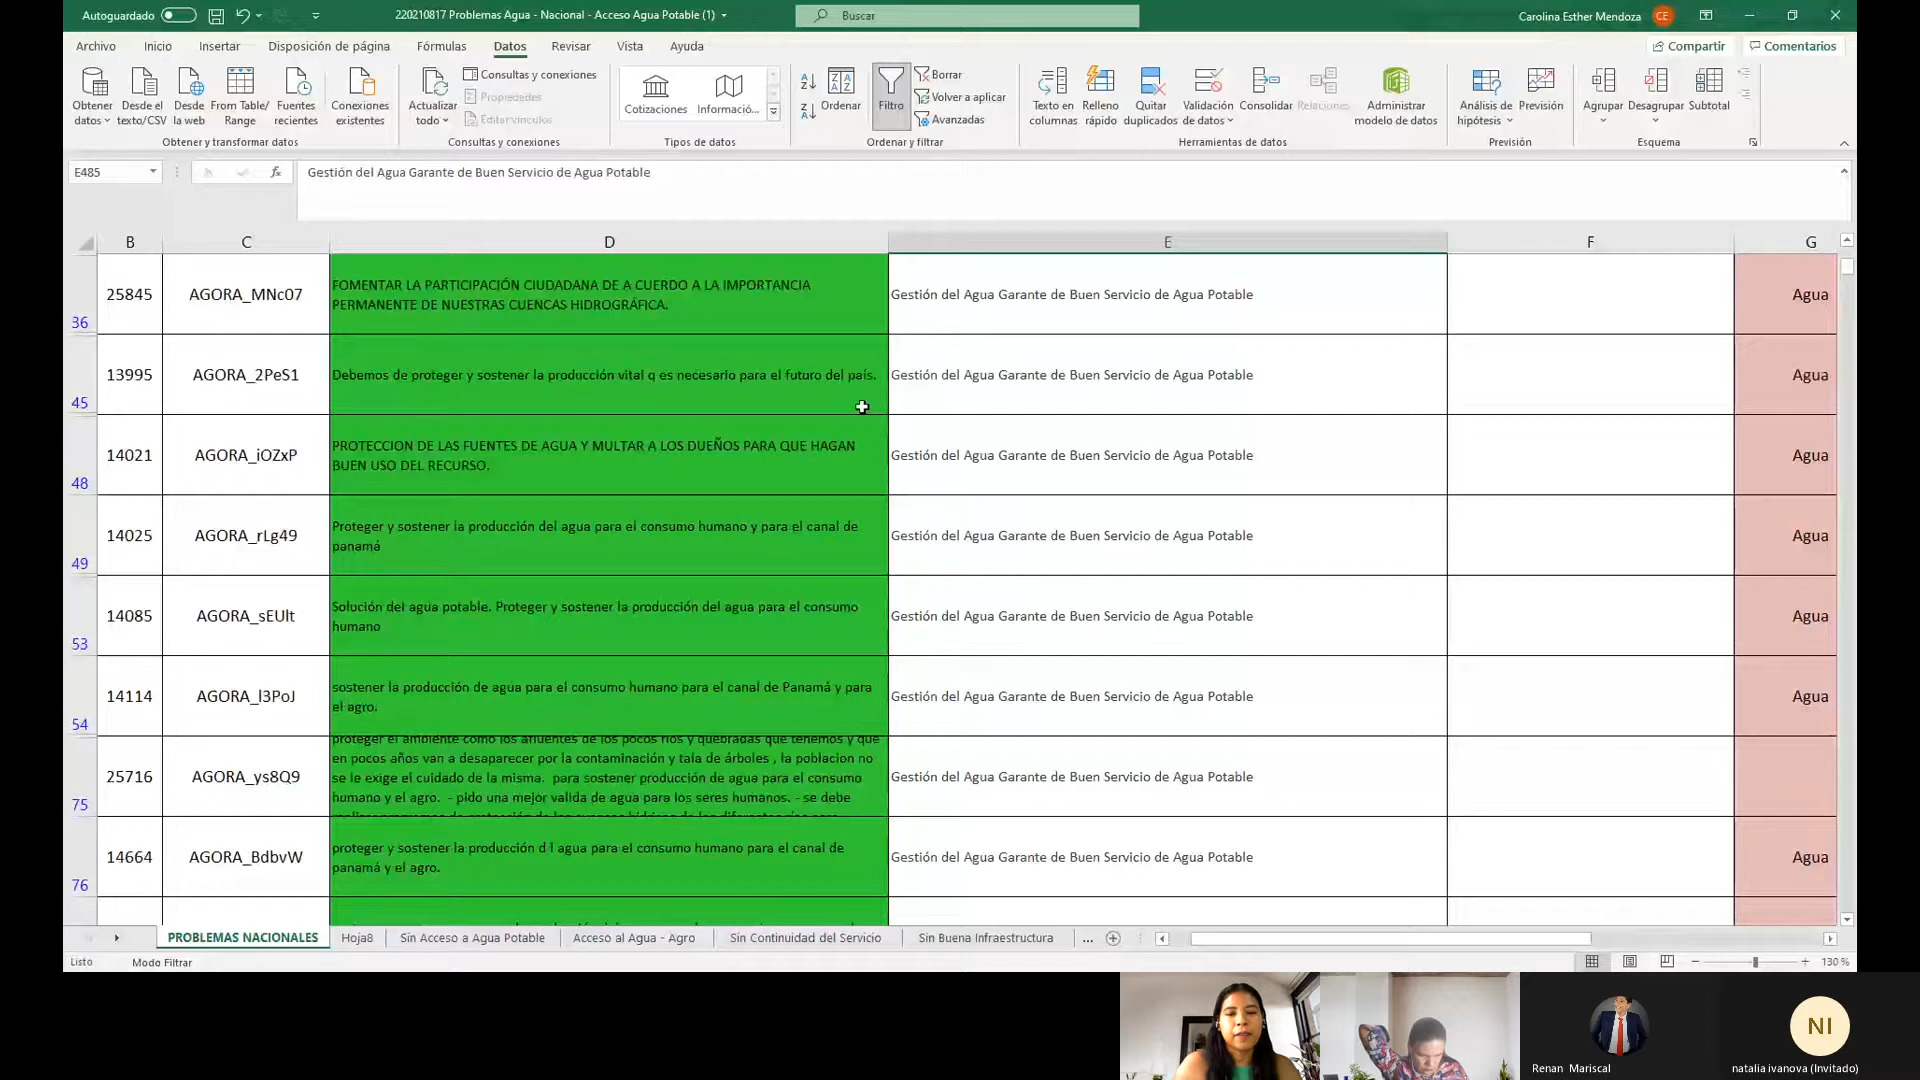 Autoguardado
220210817 Problemas Agua - Nacional - Acceso Agua Potable (1)
Buscar
Carolina Esther Mendoza
CE
Archivo Inicio Insertar Disposición de página Fórmulas Datos Revisar Vista Ayuda
Compartir Comentarios
Obtener datos
Desde el texto/CSV
Desde la web
From Table/ Range
Fuentes recientes
Conexiones existentes
Obtener y transformar datos
Actualizar todo
Consultas y conexiones
Propiedades
Editar vínculos
Consultas y conexiones
Cotizaciones
Informació...
Tipos de datos
Ordenar
Filtro
Borrar
Volver a aplicar
Avanzadas
Ordenar y filtrar
Texto en columnas
Relleno rápido
Quitar duplicados
Validación de datos
Consolidar
Relaciones
Administrar modelo de datos
Herramientas de datos
Análisis de hipótesis
Previsión
Previsión
Agrupar
Desagrupar
Subtotal
Esquema
E485
fx
Gestión del Agua Garante de Buen Servicio de Agua Potable
B C D E F G
36 25845 AGORA_MNc07
FOMENTAR LA PARTICIPACIÓN CIUDADANA DE A CUERDO A LA IMPORTANCIA
PERMANENTE DE NUESTRAS CUENCAS HIDROGRÁFICA.
Gestión del Agua Garante de Buen Servicio de Agua Potable
Agua
45 13995 AGORA_2PeS1
Debemos de proteger y sostener la producción vital q es necesario para el futuro del país.
Gestión del Agua Garante de Buen Servicio de Agua Potable
Agua
48 14021 AGORA_iOZxP
PROTECCION DE LAS FUENTES DE AGUA Y MULTAR A LOS DUEÑOS PARA QUE HAGAN
BUEN USO DEL RECURSO.
Gestión del Agua Garante de Buen Servicio de Agua Potable
Agua
49 14025 AGORA_rLg49
Proteger y sostener la producción del agua para el consumo humano y para el canal de
panamá
Gestión del Agua Garante de Buen Servicio de Agua Potable
Agua
53 14085 AGORA_sEUlt
Solución del agua potable. Proteger y sostener la producción del agua para el consumo
humano
Gestión del Agua Garante de Buen Servicio de Agua Potable
Agua
54 14114 AGORA_l3PoJ
sostener la producción de agua para el consumo humano para el canal de Panamá y para
el agro.
Gestión del Agua Garante de Buen Servicio de Agua Potable
Agua
75 25716 AGORA_ys8Q9
proteger el ambiente como los afluentes de los pocos ríos y quebradas que tenemos y que
en pocos años van a desaparecer por la contaminación y tala de árboles , la poblacion no
se le exige el cuidado de la misma. para sostener producción de agua para el consumo
humano y el agro. - pido una mejor valida de agua para los seres humanos. - se debe
Gestión del Agua Garante de Buen Servicio de Agua Potable
76 14664 AGORA_BdbvW
proteger y sostener la producción d l agua para el consumo humano para el canal de
panamá y el agro.
Gestión del Agua Garante de Buen Servicio de Agua Potable
Agua
PROBLEMAS NACIONALES Hoja8 Sin Acceso a Agua Potable Acceso al Agua - Agro Sin Continuidad del Servicio Sin Buena Infraestructura ...
Listo Modo Filtrar
130 %
NI
Renan Mariscal
natalia ivanova (Invitado)